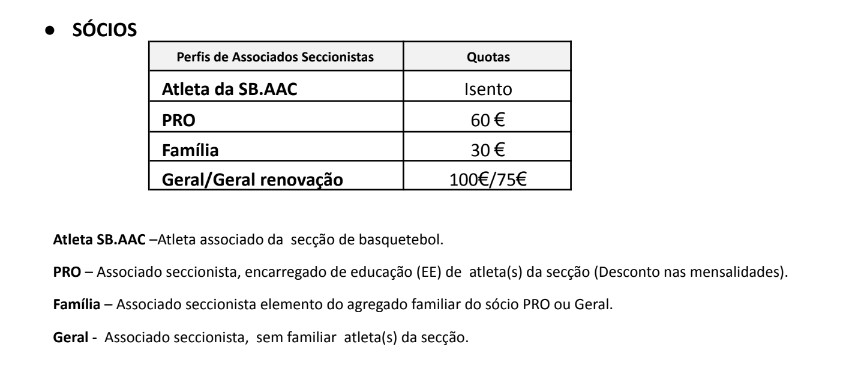 ● SÓCIOS
Perfis de Associados Seccionistas Quotas
Atleta da SB.AAC Isento
PRO 60 €
Família 30 €
Geral/Geral renovação 100€/75€
Atleta SB.AAC –Atleta associado da secção de basquetebol.
PRO – Associado seccionista, encarregado de educação (EE) de atleta(s) da secção (Desconto nas mensalidades).
Família – Associado seccionista elemento do agregado familiar do sócio PRO ou Geral.
Geral - Associado seccionista, sem familiar atleta(s) da secção.